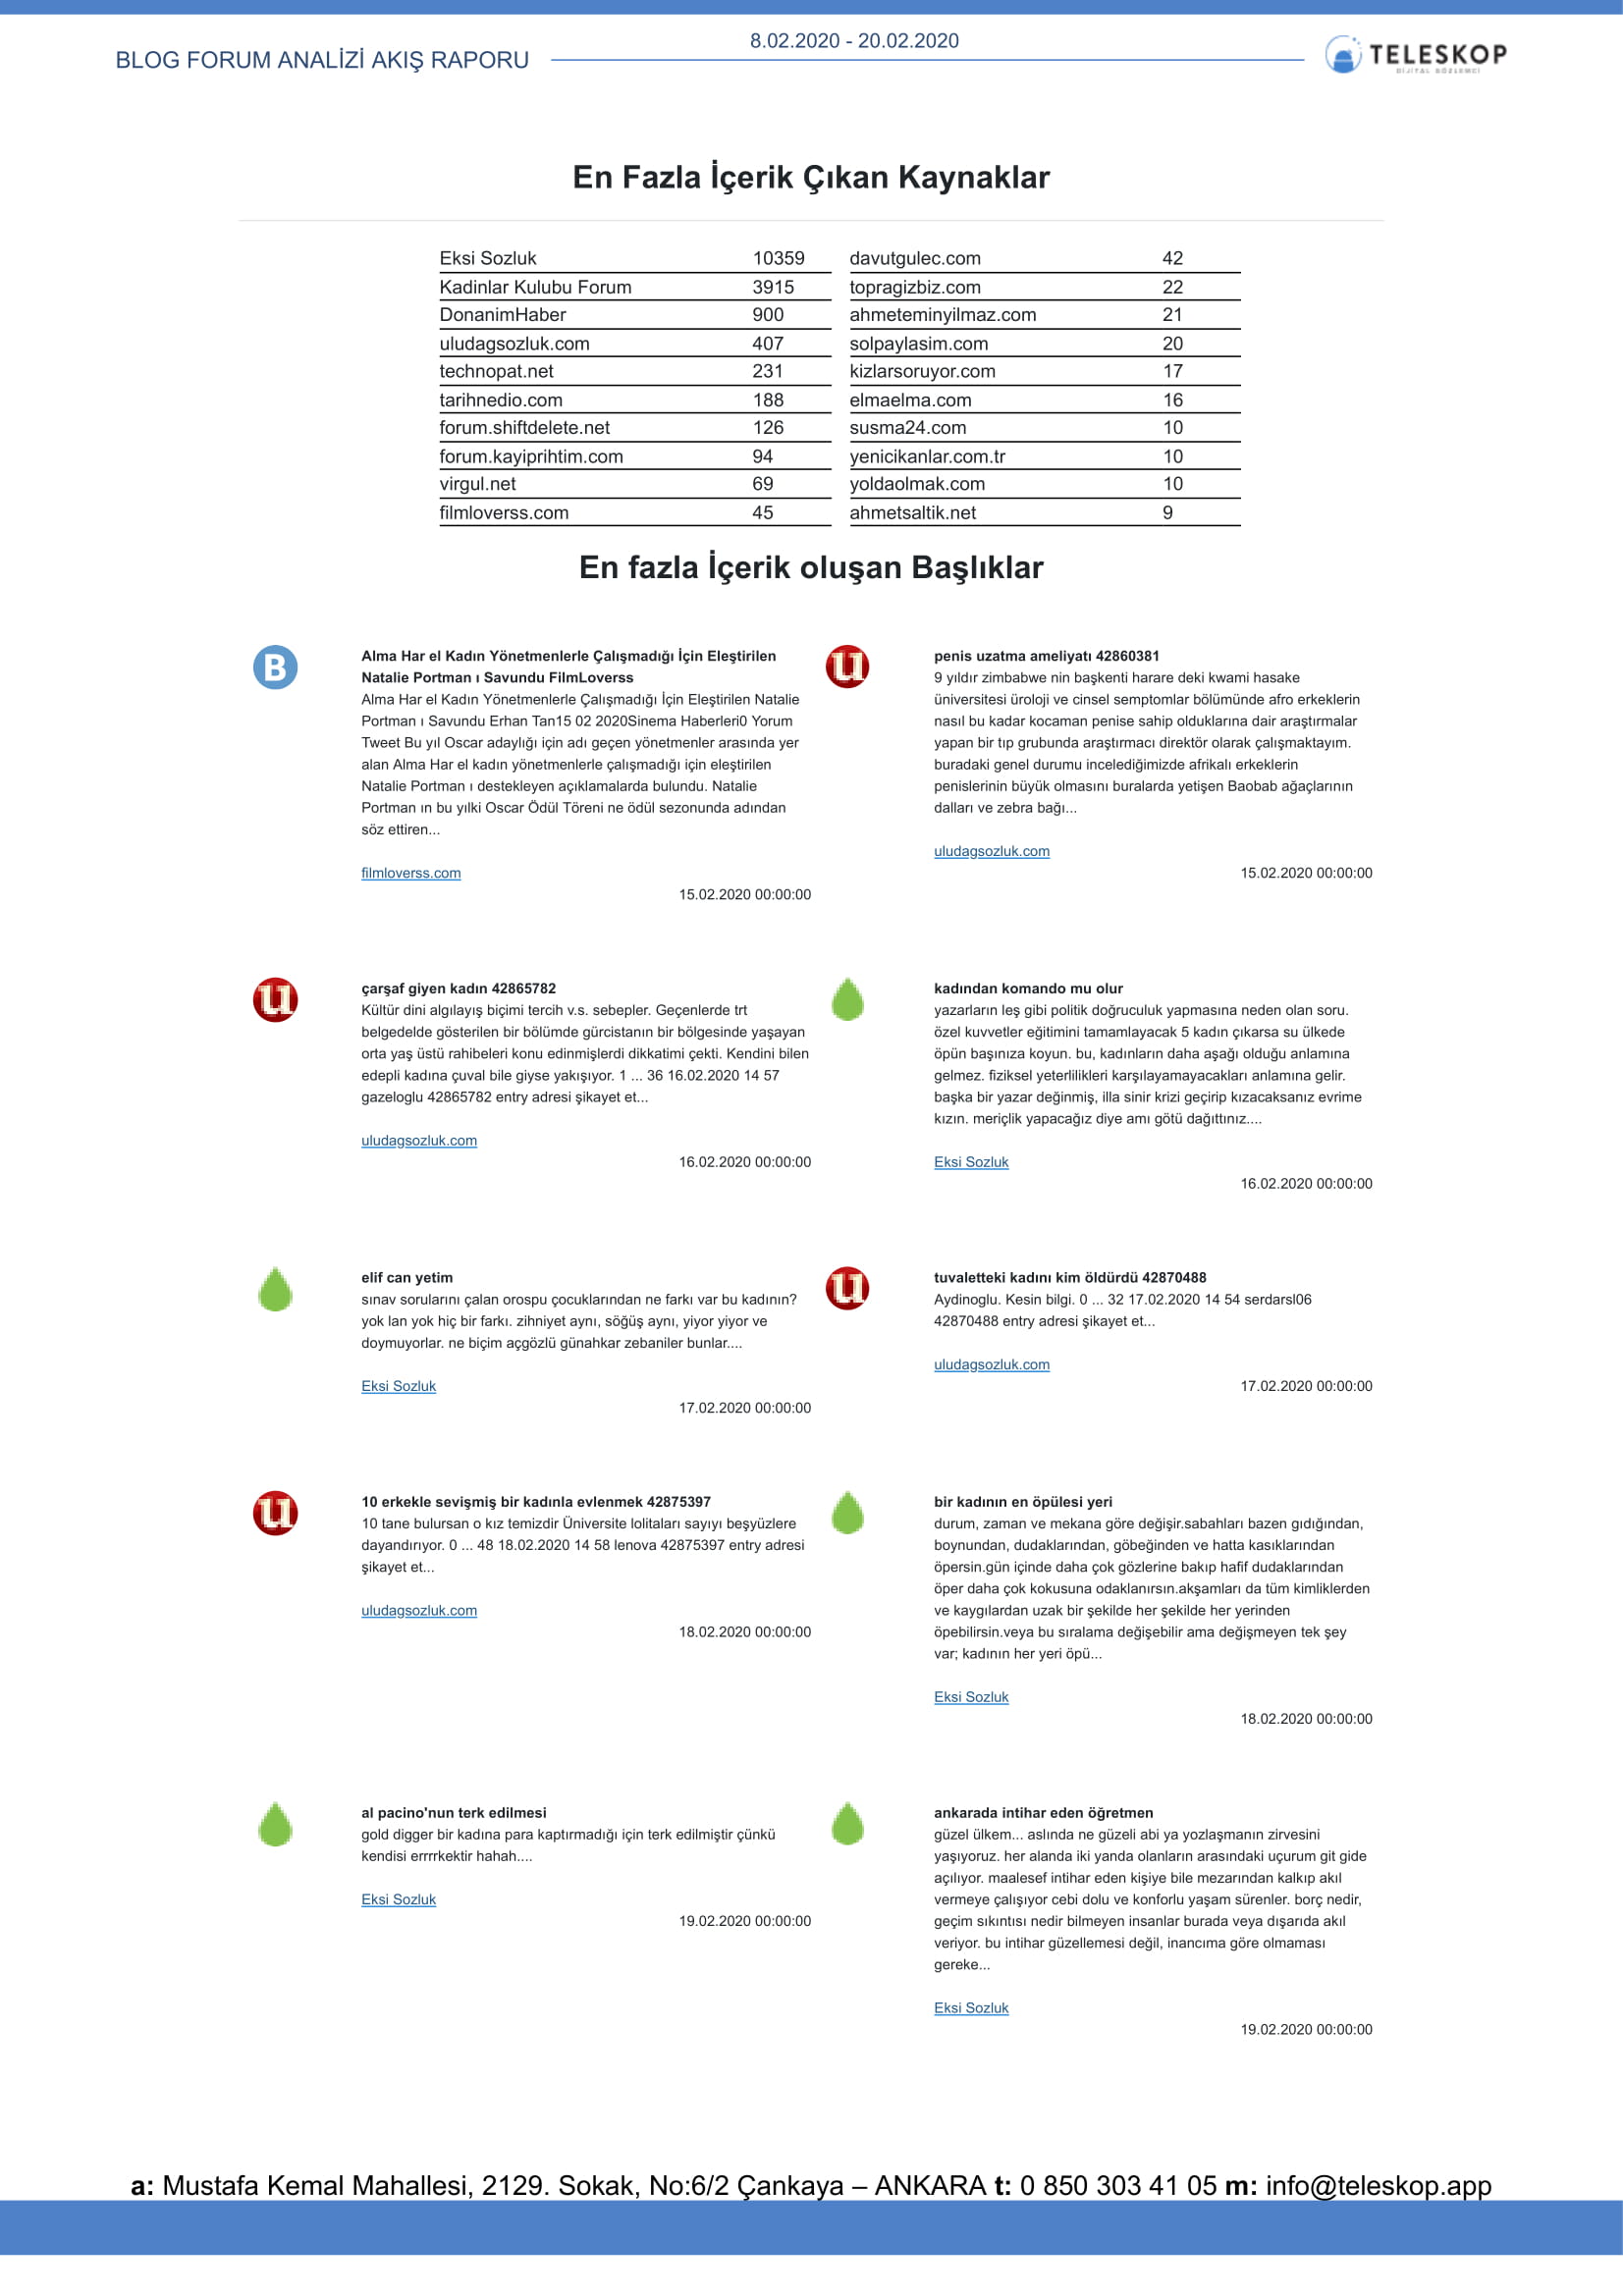 8.02.2020 - 20.02.2020
BLOG FORUM ANALİZİ AKIŞ RAPORU
TELESKOP
DİJİTAL GÖZLEMCİ
En Fazla İçerik Çıkan Kaynaklar
Eksi Sozluk 10359
Kadinlar Kulubu Forum 3915
DonanimHaber 900
uludagsozluk.com 407
technopat.net 231
tarihnedio.com 188
forum.shiftdelete.net 126
forum.kayiprihtim.com 94
virgul.net 69
filmloverss.com 45
davutgulec.com 42
topragizbiz.com 22
ahmeteminyilmaz.com 21
solpaylasim.com 20
kizlarsoruyor.com 17
elmaelma.com 16
susma24.com 10
yenicikanlar.com.tr 10
yoldaolmak.com 10
ahmetsaltik.net 9
En fazla İçerik oluşan Başlıklar
B
Alma Har el Kadın Yönetmenlerle Çalışmadığı İçin Eleştirilen
Natalie Portman ı Savundu FilmLoverss
Alma Har el Kadın Yönetmenlerle Çalışmadığı İçin Eleştirilen Natalie
Portman ı Savundu Erhan Tan15 02 2020Sinema Haberleri0 Yorum
Tweet Bu yıl Oscar adaylığı için adı geçen yönetmenler arasında yer
alan Alma Har el kadın yönetmenlerle çalışmadığı için eleştirilen
Natalie Portman ı destekleyen açıklamalarda bulundu. Natalie
Portman ın bu yılki Oscar Ödül Töreni ne ödül sezonunda adından
söz ettiren...
filmloverss.com
15.02.2020 00:00:00
u
penis uzatma ameliyatı 42860381
9 yıldır zimbabwe nin başkenti harare deki kwami hasake
üniversitesi üroloji ve cinsel semptomlar bölümünde afro erkeklerin
nasıl bu kadar kocaman penise sahip olduklarına dair araştırmalar
yapan bir tıp grubunda araştırmacı direktör olarak çalışmaktayım.
buradaki genel durumu incelediğimizde afrikalı erkeklerin
penislerinin büyük olmasını buralarda yetişen Baobab ağaçlarının
dalları ve zebra bağı...
uludagsozluk.com
15.02.2020 00:00:00
u
çarşaf giyen kadın 42865782
Kültür dini algılayış biçimi tercih v.s. sebepler. Geçenlerde trt
belgedelde gösterilen bir bölümde gürcistanın bir bölgesinde yaşayan
orta yaş üstü rahibeleri konu edinmişlerdi dikkatimi çekti. Kendini bilen
edepli kadına çuval bile giyse yakışıyor. 1 ... 36 16.02.2020 14 57
gazeloglu 42865782 entry adresi şikayet et...
uludagsozluk.com
16.02.2020 00:00:00
kadından komando mu olur
yazarların leş gibi politik doğruculuk yapmasına neden olan soru.
özel kuvvetler eğitimini tamamlayacak 5 kadın çıkarsa su ülkede
öpün başınıza koyun. bu, kadınların daha aşağı olduğu anlamına
gelmez. fiziksel yeterlilikleri karşılayamayacakları anlamına gelir.
başka bir yazar değinmiş, illa sinir krizi geçirip kızacaksanız evrime
kızın. meriçlik yapacağız diye amı götü dağıttınız....
Eksi Sozluk
16.02.2020 00:00:00
elif can yetim
sınav sorularını çalan orospu çocuklarından ne farkı var bu kadının?
yok lan yok hiç bir farkı. zihniyet aynı, söğüş aynı, yiyor yiyor ve
doymuyorlar. ne biçim açgözlü günahkar zebaniler bunlar....
Eksi Sozluk
17.02.2020 00:00:00
u
tuvaletteki kadını kim öldürdü 42870488
Aydinoglu. Kesin bilgi. 0 ... 32 17.02.2020 14 54 serdarsl06
42870488 entry adresi şikayet et...
uludagsozluk.com
17.02.2020 00:00:00
u
10 erkekle sevişmiş bir kadınla evlenmek 42875397
10 tane bulursan o kız temizdir Üniversite lolitaları sayıyı beşyüzlere
dayandırıyor. 0 ... 48 18.02.2020 14 58 lenova 42875397 entry adresi
şikayet et...
uludagsozluk.com
18.02.2020 00:00:00
bir kadının en öpülesi yeri
durum, zaman ve mekana göre değişir.sabahları bazen gıdığından,
boynundan, dudaklarından, göbeğinden ve hatta kasıklarından
öpersin.gün içinde daha çok gözlerine bakıp hafif dudaklarından
öper daha çok kokusuna odaklanırsın.akşamları da tüm kimliklerden
ve kaygılardan uzak bir şekilde her şekilde her yerinden
öpebilirsin.veya bu sıralama değişebilir ama değişmeyen tek şey
var; kadının her yeri öpü...
Eksi Sozluk
18.02.2020 00:00:00
al pacino'nun terk edilmesi
gold digger bir kadına para kaptırmadığı için terk edilmiştir çünkü
kendisi errrrkektir hahah....
Eksi Sozluk
19.02.2020 00:00:00
ankarada intihar eden öğretmen
güzel ülkem... aslında ne güzeli abi ya yozlaşmanın zirvesini
yaşıyoruz. her alanda iki yanda olanların arasındaki uçurum git gide
açılıyor. maalesef intihar eden kişiye bile mezarından kalkıp akıl
vermeye çalışıyor cebi dolu ve konforlu yaşam sürenler. borç nedir,
geçim sıkıntısı nedir bilmeyen insanlar burada veya dışarıda akıl
veriyor. bu intihar güzellemesi değil, inancıma göre olmaması
gereke...
Eksi Sozluk
19.02.2020 00:00:00
a: Mustafa Kemal Mahallesi, 2129. Sokak, No:6/2 Çankaya – ANKARA t: 0 850 303 41 05 m: info@teleskop.app